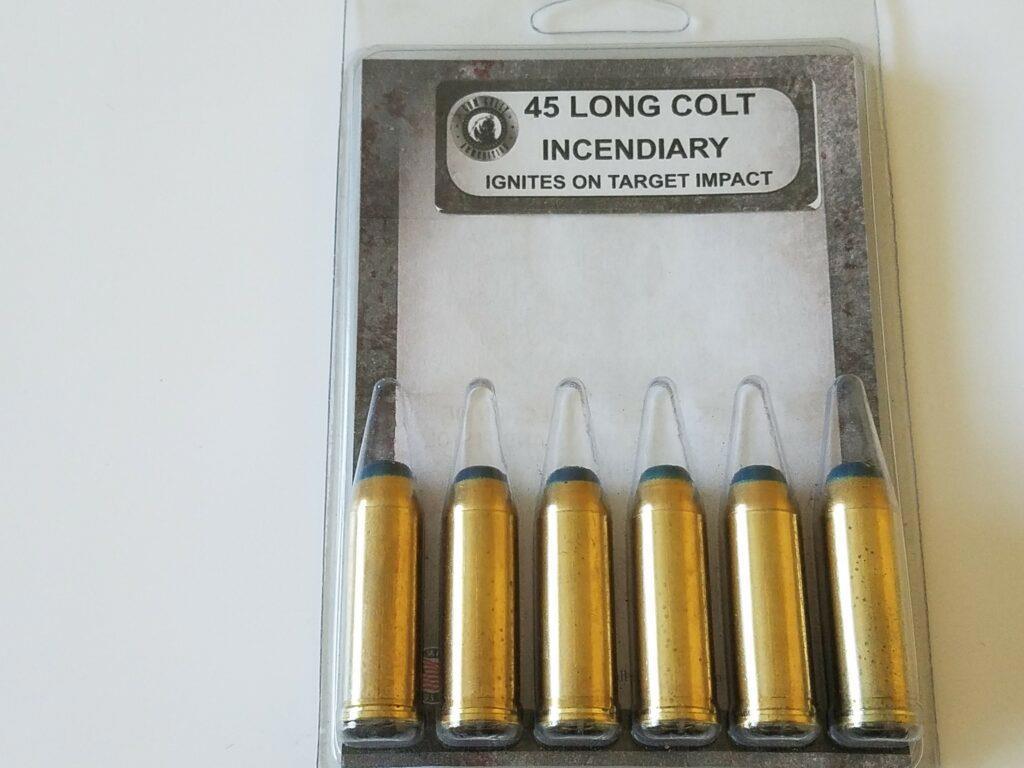 45 LONG COLT
INCENDIARY
IGNITES ON TARGET IMPACT